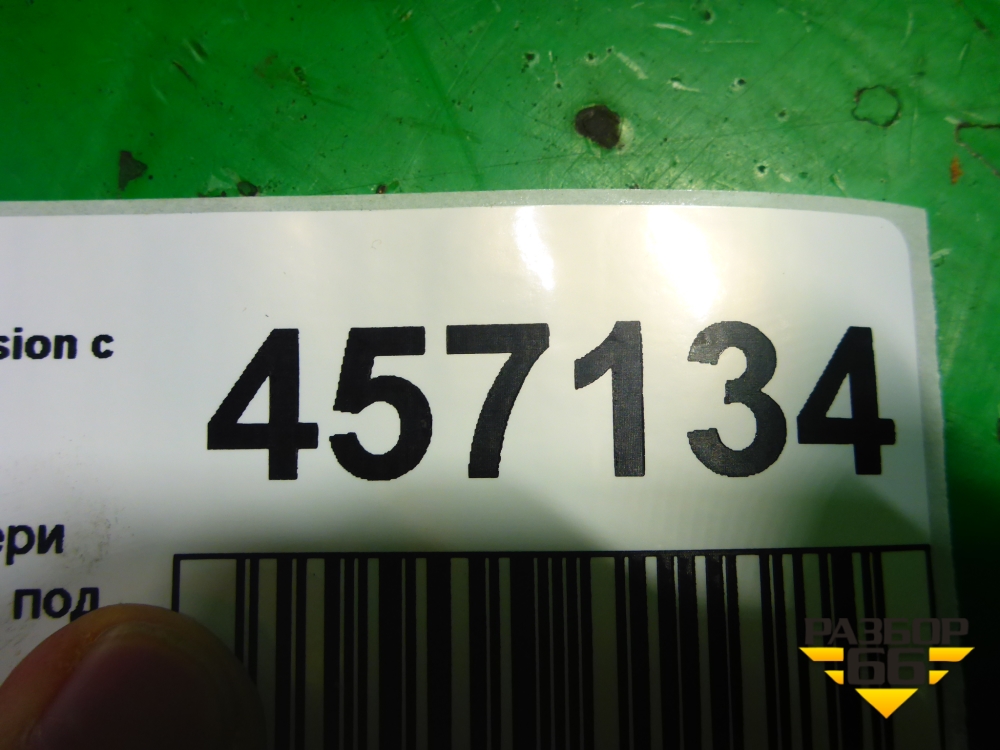 sion c
457134
ери
под
РАЗБОР
66